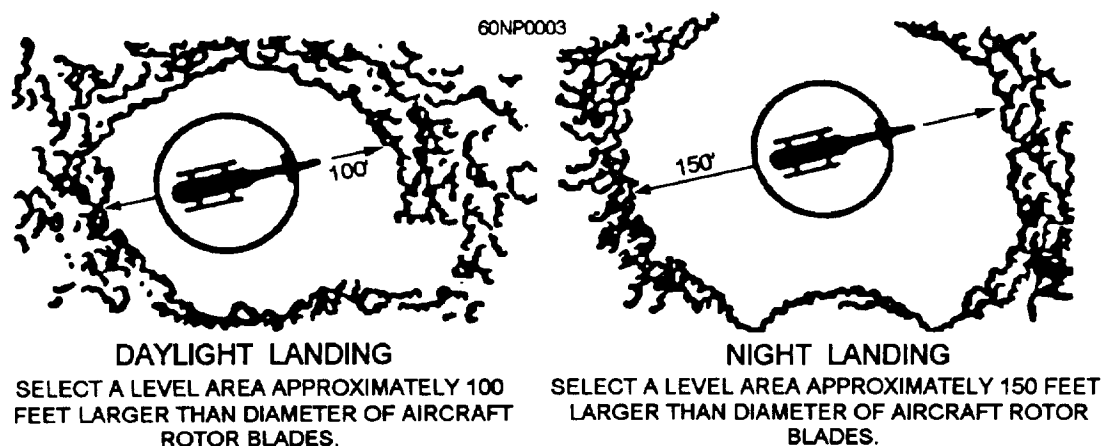 60NP0003
100'
DAYLIGHT LANDING
SELECT A LEVEL AREA APPROXIMATELY 100
FEET LARGER THAN DIAMETER OF AIRCRAFT
ROTOR BLADES.
150'
NIGHT LANDING
SELECT A LEVEL AREA APPROXIMATELY 150 FEET
LARGER THAN DIAMETER OF AIRCRAFT ROTOR
BLADES.